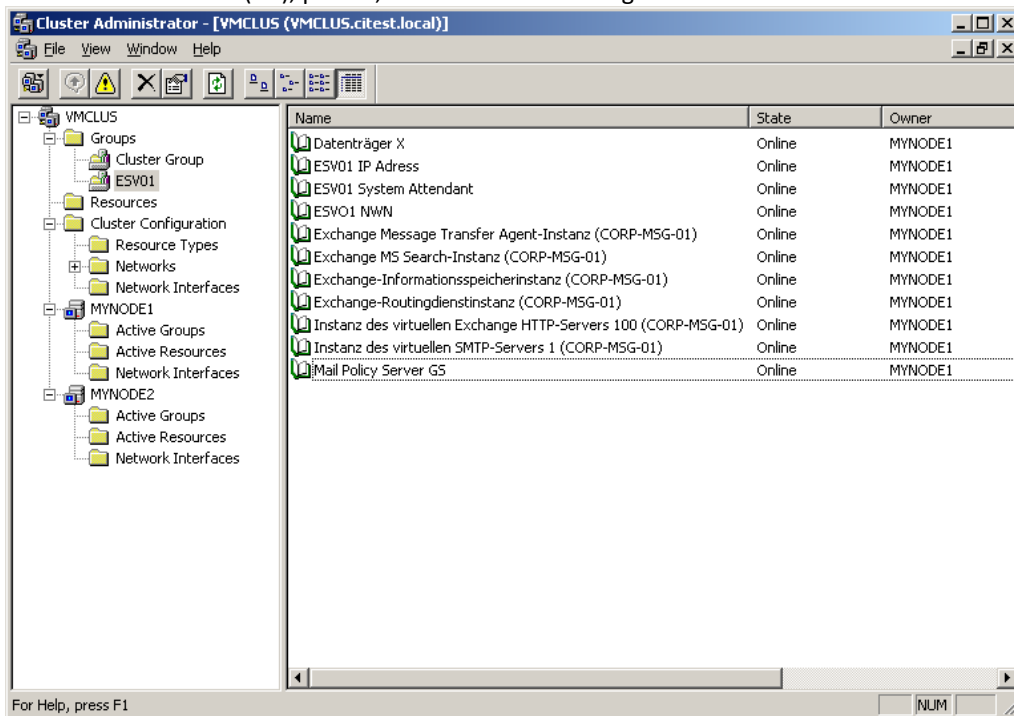 Cluster Administrator - [VMCLUS (VMCLUS.citest.local)]
File View Window Help
VMCLUS
Groups
Cluster Group
ESV01
Resources
Cluster Configuration
Resource Types
Networks
Network Interfaces
MYNODE1
Active Groups
Active Resources
Network Interfaces
MYNODE2
Active Groups
Active Resources
Network Interfaces
Name State Owner
Datenträger X Online MYNODE1
ESV01 IP Adress Online MYNODE1
ESV01 System Attendant Online MYNODE1
ESVO1 NWN Online MYNODE1
Exchange Message Transfer Agent-Instanz (CORP-MSG-01) Online MYNODE1
Exchange MS Search-Instanz (CORP-MSG-01) Online MYNODE1
Exchange-Informationsspeicherinstanz (CORP-MSG-01) Online MYNODE1
Exchange-Routingdienstinstanz (CORP-MSG-01) Online MYNODE1
Instanz des virtuellen Exchange HTTP-Servers 100 (CORP-MSG-01) Online MYNODE1
Instanz des virtuellen SMTP-Servers 1 (CORP-MSG-01) Online MYNODE1
Mail Policy Server GS Online MYNODE1
For Help, press F1 NUM